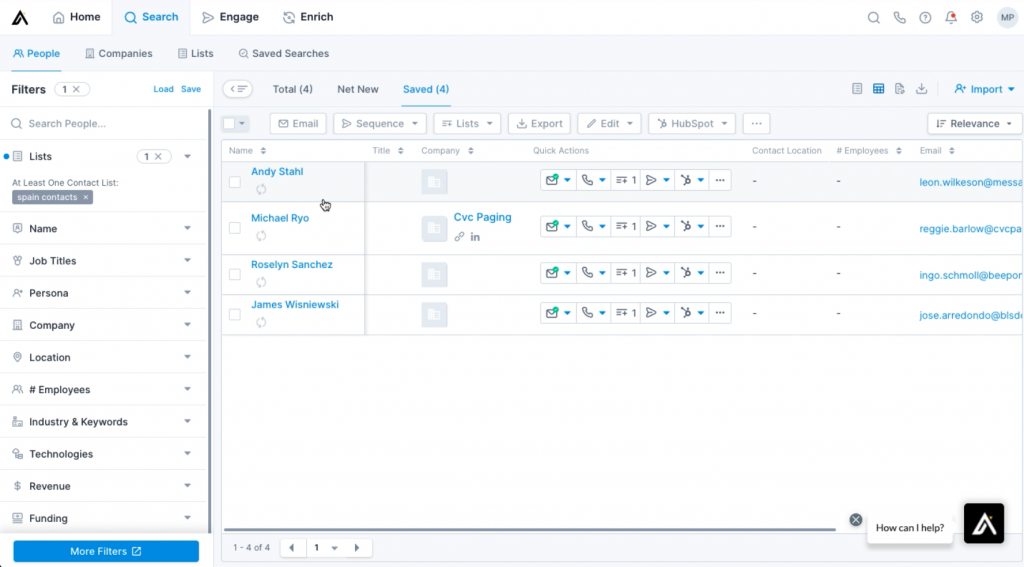 Home
Search
Engage
Enrich
MP
People
Companies
Lists
Saved Searches
Filters
1
Load
Save
Total (4)
Net New
Saved (4)
Import
Search People...
Email
Sequence
Lists
Export
Edit
HubSpot
Relevance
Lists
1
At Least One Contact List:
spain contacts
Name
Job Titles
Persona
Company
Location
# Employees
Industry & Keywords
Technologies
Revenue
Funding
More Filters
Name
Title
Company
Quick Actions
Contact Location
# Employees
Email
Andy Stahl
1
-
-
leon.wilkeson@messa
Michael Ryo
Cvc Paging
in
1
-
-
reggie.barlow@cvcpa
Roselyn Sanchez
1
-
-
ingo.schmoll@beepor
James Wisniewski
1
-
-
jose.arredondo@blsd
1 - 4 of 4
1
How can I help?